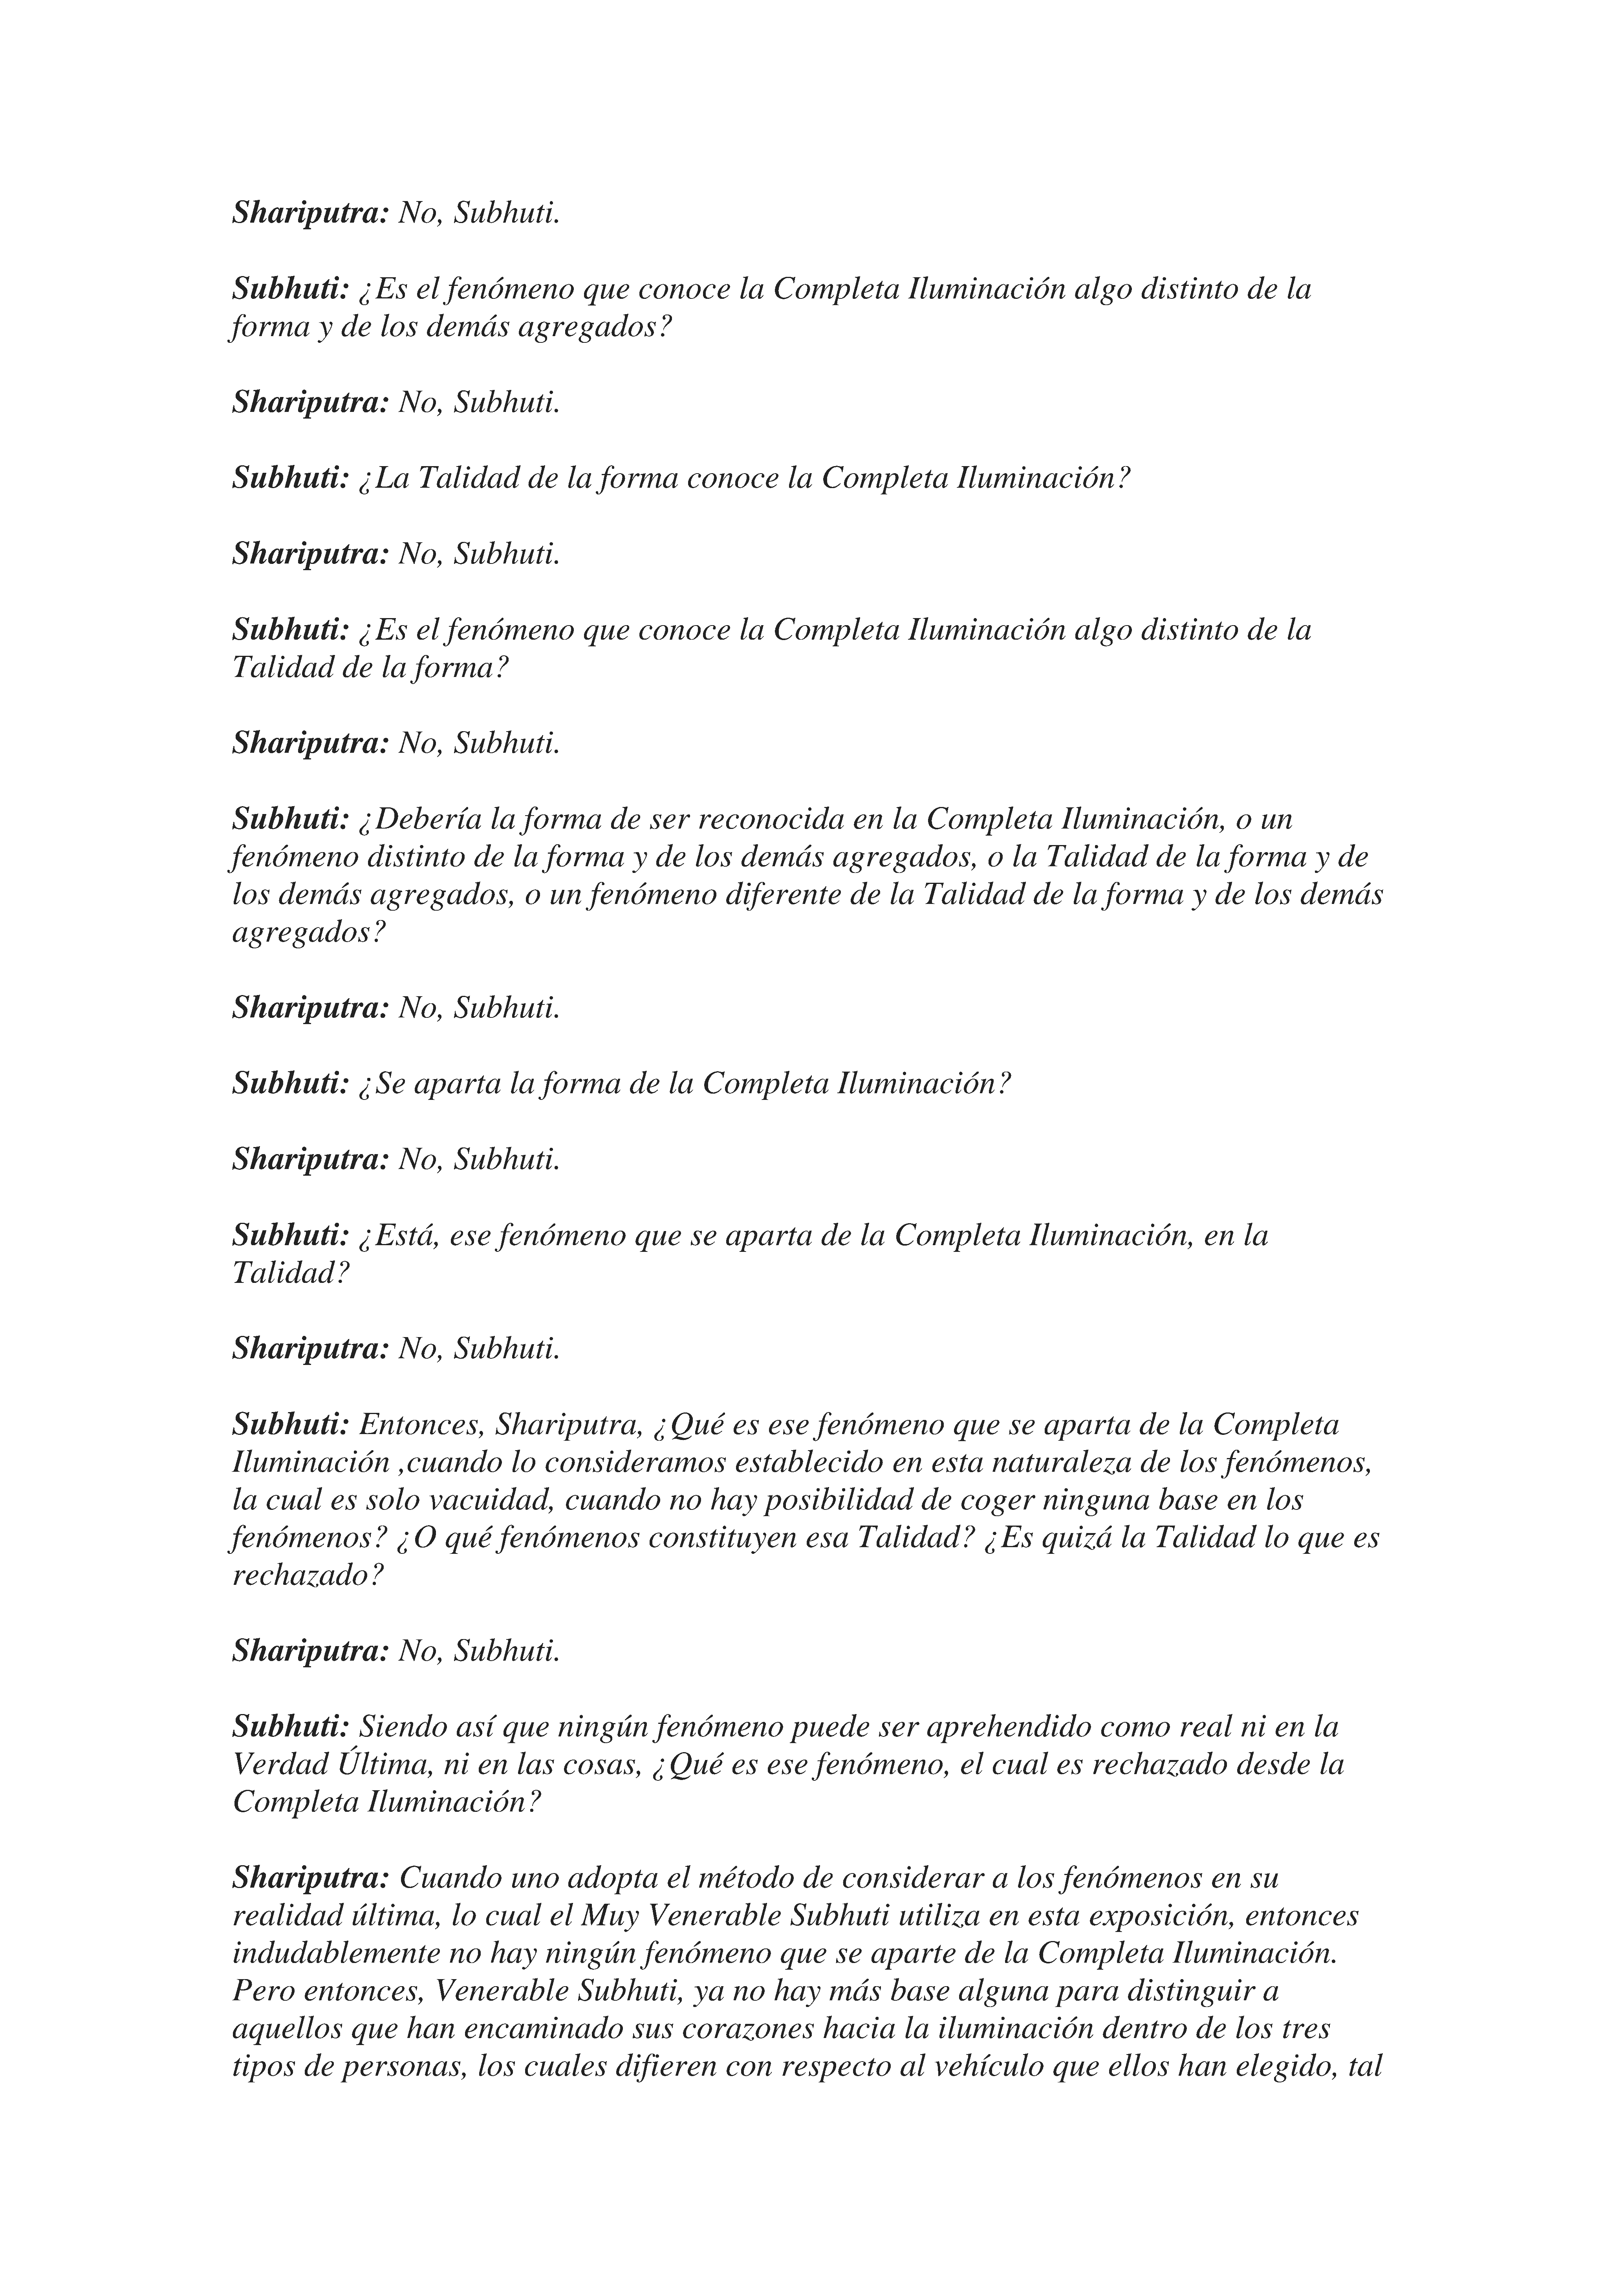 Shariputra: No, Subhuti.
Subhuti: ¿Es el fenómeno que conoce la Completa Iluminación algo distinto de la
forma y de los demás agregados?
Shariputra: No, Subhuti.
Subhuti: ¿La Talidad de la forma conoce la Completa Iluminación?
Shariputra: No, Subhuti.
Subhuti: ¿Es el fenómeno que conoce la Completa Iluminación algo distinto de la
Talidad de la forma?
Shariputra: No, Subhuti.
Subhuti: ¿Debería la forma de ser reconocida en la Completa Iluminación, o un
fenómeno distinto de la forma y de los demás agregados, o la Talidad de la forma y de
los demás agregados, o un fenómeno diferente de la Talidad de la forma y de los demás
agregados?
Shariputra: No, Subhuti.
Subhuti: ¿Se aparta la forma de la Completa Iluminación?
Shariputra: No, Subhuti.
Subhuti: ¿Está, ese fenómeno que se aparta de la Completa Iluminación, en la
Talidad?
Shariputra: No, Subhuti.
Subhuti: Entonces, Shariputra, ¿Qué es ese fenómeno que se aparta de la Completa
Iluminación ,cuando lo consideramos establecido en esta naturaleza de los fenómenos,
la cual es solo vacuidad, cuando no hay posibilidad de coger ninguna base en los
fenómenos? ¿O qué fenómenos constituyen esa Talidad? ¿Es quizá la Talidad lo que es
rechazado?
Shariputra: No, Subhuti.
Subhuti: Siendo así que ningún fenómeno puede ser aprehendido como real ni en la
Verdad Última, ni en las cosas, ¿Qué es ese fenómeno, el cual es rechazado desde la
Completa Iluminación?
Shariputra: Cuando uno adopta el método de considerar a los fenómenos en su
realidad última, lo cual el Muy Venerable Subhuti utiliza en esta exposición, entonces
indudablemente no hay ningún fenómeno que se aparte de la Completa Iluminación.
Pero entonces, Venerable Subhuti, ya no hay más base alguna para distinguir a
aquellos que han encaminado sus corazones hacia la iluminación dentro de los tres
tipos de personas, los cuales difieren con respecto al vehículo que ellos han elegido, tal